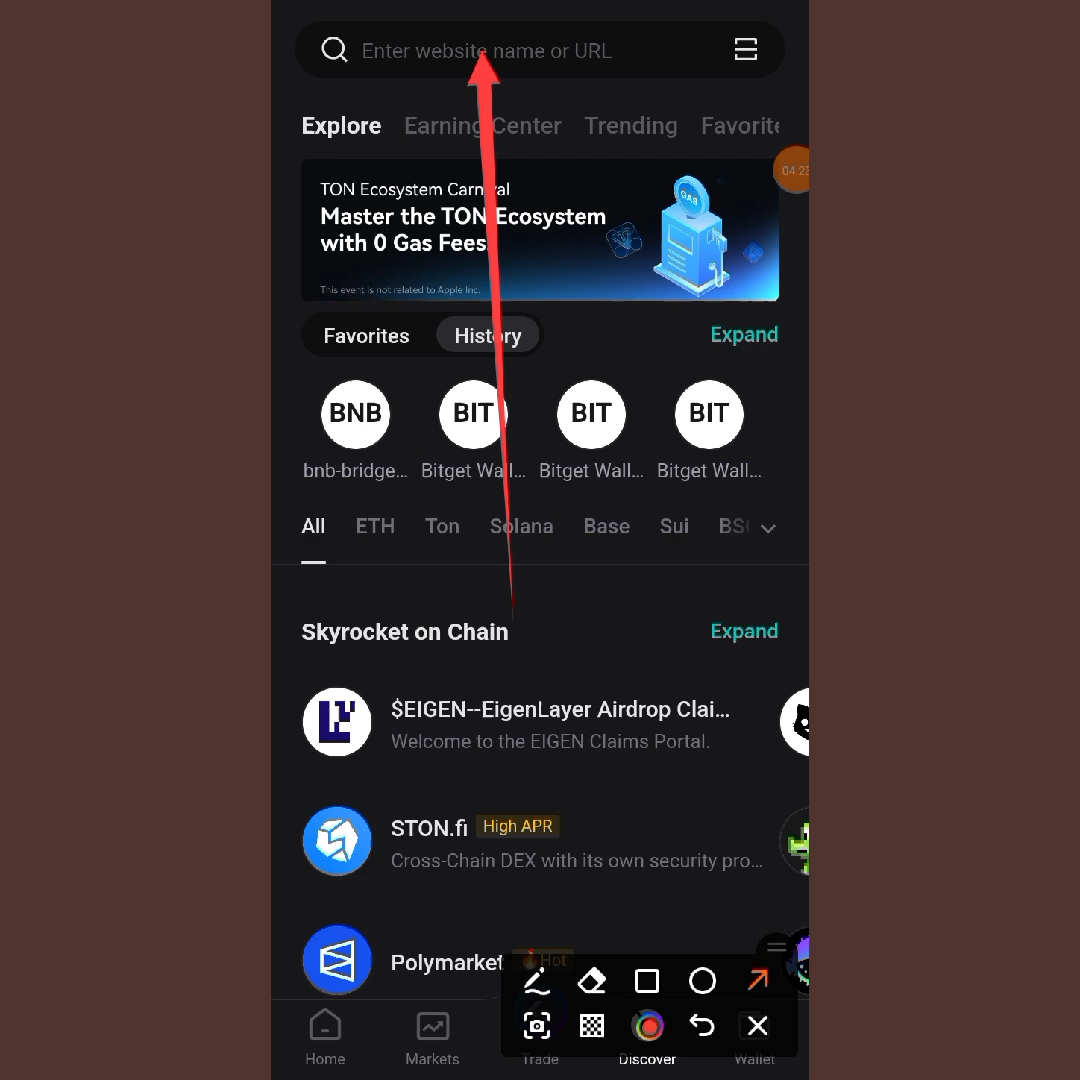 Enter website name or URL
Explore Earning Center Trending Favorite
04:23
TON Ecosystem Carnival
Master the TON Ecosystem
with 0 Gas Fees
GAS
This event is not related to Apple Inc.
Favorites History Expand
BNB BIT BIT BIT
bnb-bridge... Bitget Wall... Bitget Wall... Bitget Wall...
All ETH Ton Solana Base Sui BS
Skyrocket on Chain Expand
$EIGEN--EigenLayer Airdrop Clai...
Welcome to the EIGEN Claims Portal.
STON.fi High APR
Cross-Chain DEX with its own security pro...
Polymarket 🔥Hot
Home Markets Trade Discover Wallet